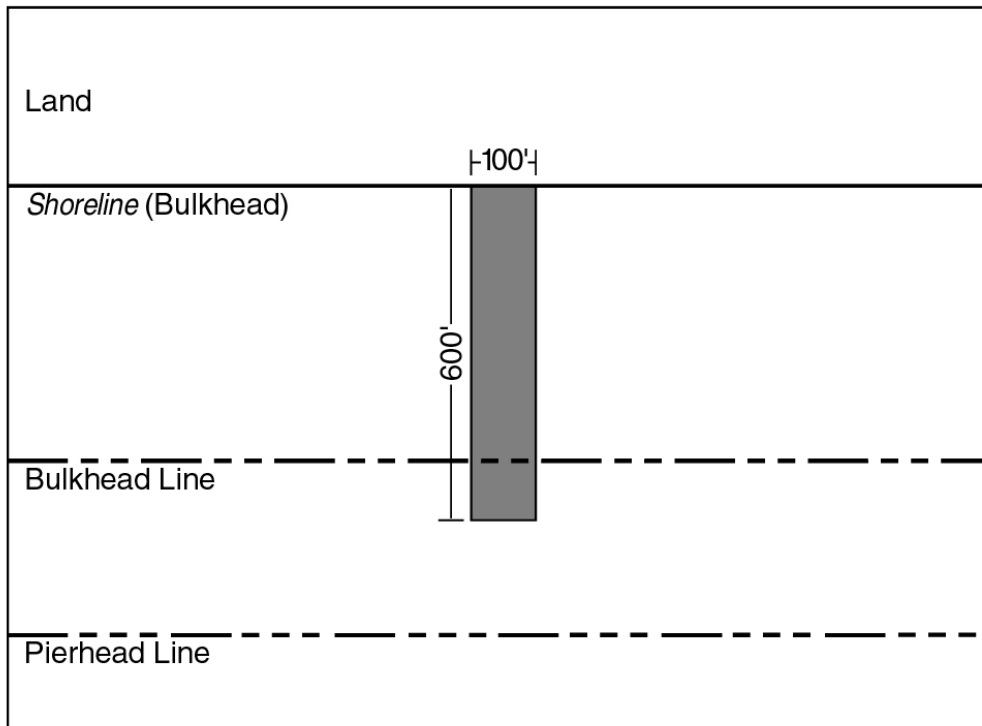 Land
100'
Shoreline (Bulkhead)
600'
Bulkhead Line
Pierhead Line